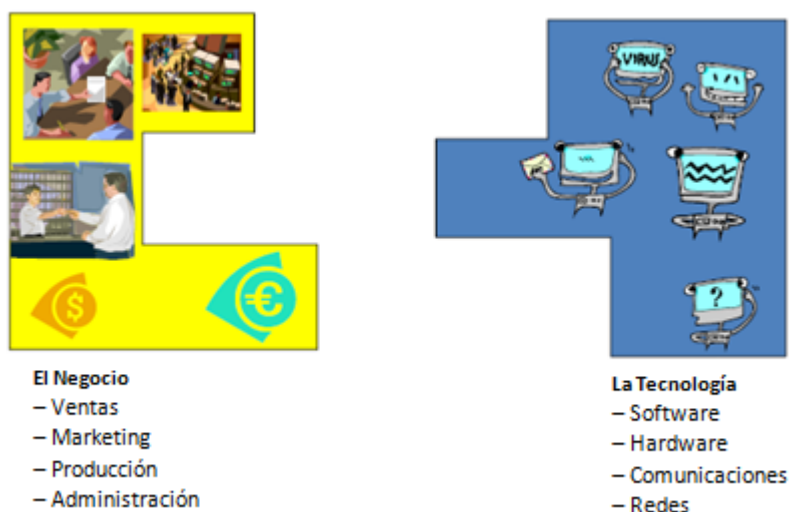 VIRUS
?
$
€
El Negocio
– Ventas
– Marketing
– Producción
– Administración
La Tecnología
– Software
– Hardware
– Comunicaciones
– Redes